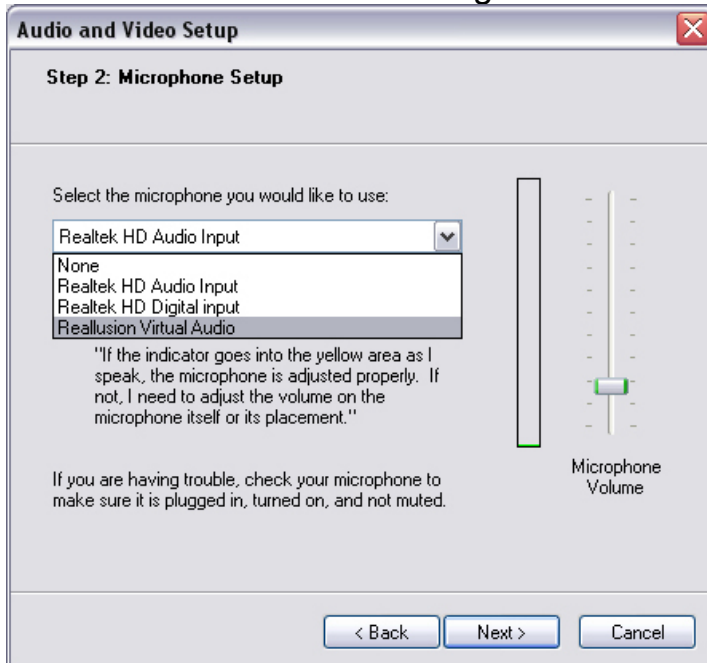 Audio and Video Setup
Step 2: Microphone Setup
Select the microphone you would like to use:
Realtek HD Audio Input
None
Realtek HD Audio Input
Realtek HD Digital input
Reallusion Virtual Audio
"If the indicator goes into the yellow area as I
speak, the microphone is adjusted properly. If
not, I need to adjust the volume on the
microphone itself or its placement."
If you are having trouble, check your microphone to
make sure it is plugged in, turned on, and not muted.
Microphone
Volume
< Back
Next >
Cancel